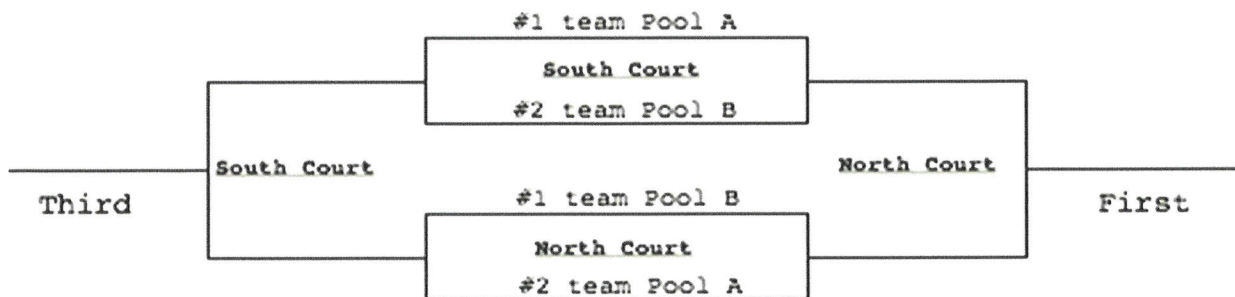 #1 team Pool A
South Court
#2 team Pool B
South Court
North Court
Third
First
#1 team Pool B
North Court
#2 team Pool A